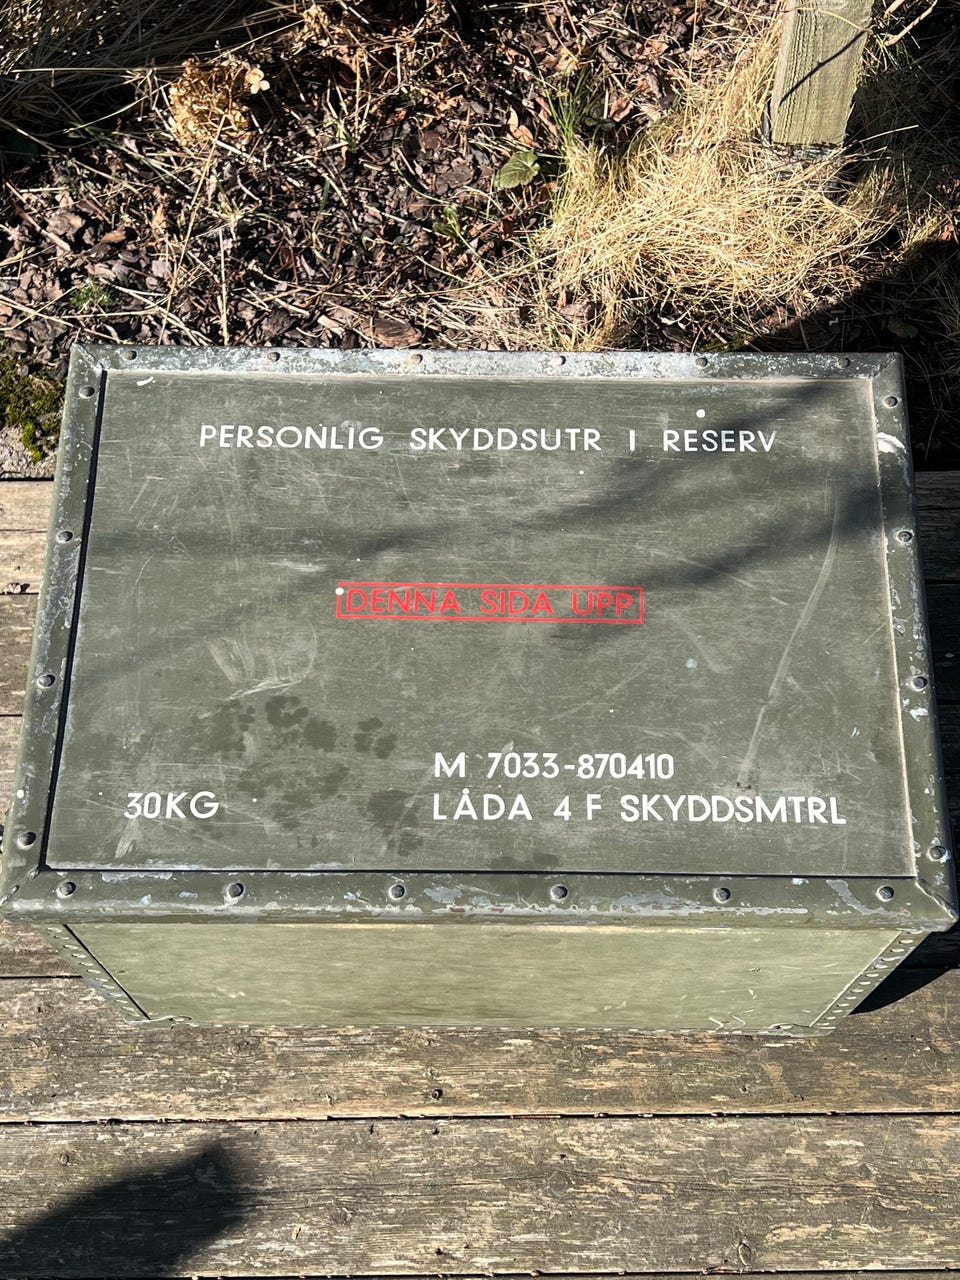 PERSONLIG SKYDDSUTR I RESERV
DENNA SIDA UPP
M 7033-870410
30KG
LÅDA 4 F SKYDDSMTRL